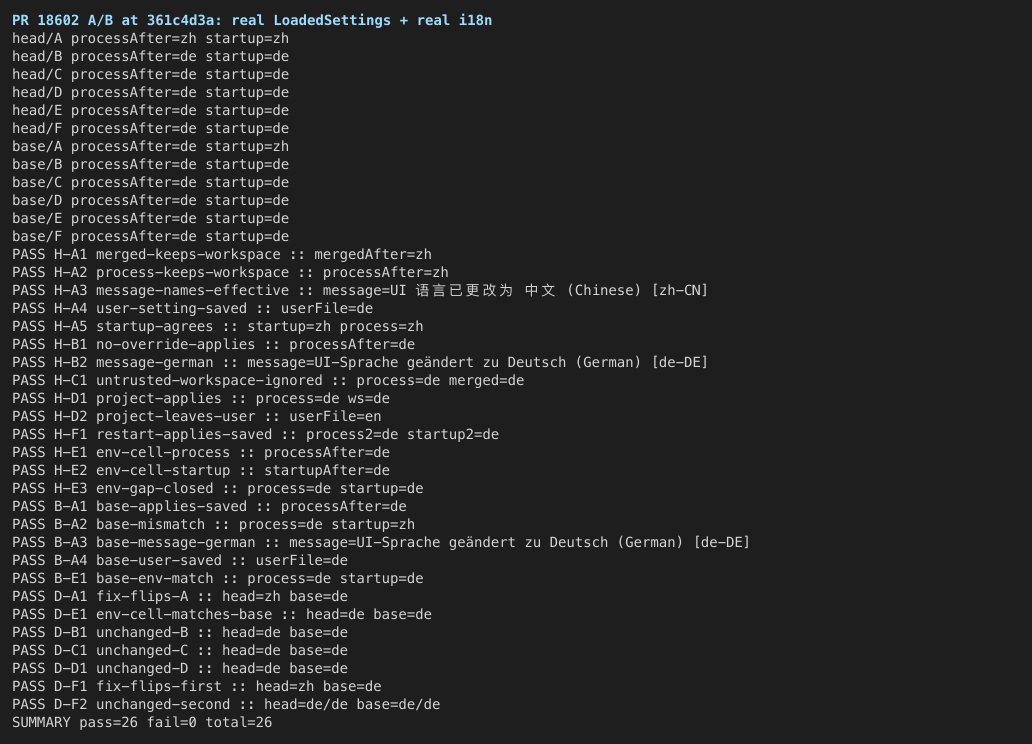 PR 18602 A/B at 361c4d3a: real LoadedSettings + real i18n
head/A processAfter=zh startup=zh
head/B processAfter=de startup=de
head/C processAfter=de startup=de
head/D processAfter=de startup=de
head/E processAfter=de startup=de
head/F processAfter=de startup=de
base/A processAfter=de startup=zh
base/B processAfter=de startup=de
base/C processAfter=de startup=de
base/D processAfter=de startup=de
base/E processAfter=de startup=de
base/F processAfter=de startup=de
PASS H-A1 merged-keeps-workspace :: mergedAfter=zh
PASS H-A2 process-keeps-workspace :: processAfter=zh
PASS H-A3 message-names-effective :: message=UI 语言已更改为 中文 (Chinese) [zh-CN]
PASS H-A4 user-setting-saved :: userFile=de
PASS H-A5 startup-agrees :: startup=zh process=zh
PASS H-B1 no-override-applies :: processAfter=de
PASS H-B2 message-german :: message=UI-Sprache geändert zu Deutsch (German) [de-DE]
PASS H-C1 untrusted-workspace-ignored :: process=de merged=de
PASS H-D1 project-applies :: process=de ws=de
PASS H-D2 project-leaves-user :: userFile=en
PASS H-F1 restart-applies-saved :: process2=de startup2=de
PASS H-E1 env-cell-process :: processAfter=de
PASS H-E2 env-cell-startup :: startupAfter=de
PASS H-E3 env-gap-closed :: process=de startup=de
PASS B-A1 base-applies-saved :: processAfter=de
PASS B-A2 base-mismatch :: process=de startup=zh
PASS B-A3 base-message-german :: message=UI-Sprache geändert zu Deutsch (German) [de-DE]
PASS B-A4 base-user-saved :: userFile=de
PASS B-E1 base-env-match :: process=de startup=de
PASS D-A1 fix-flips-A :: head=zh base=de
PASS D-E1 env-cell-matches-base :: head=de base=de
PASS D-B1 unchanged-B :: head=de base=de
PASS D-C1 unchanged-C :: head=de base=de
PASS D-D1 unchanged-D :: head=de base=de
PASS D-F1 fix-flips-first :: head=zh base=de
PASS D-F2 unchanged-second :: head=de/de base=de/de
SUMMARY pass=26 fail=0 total=26